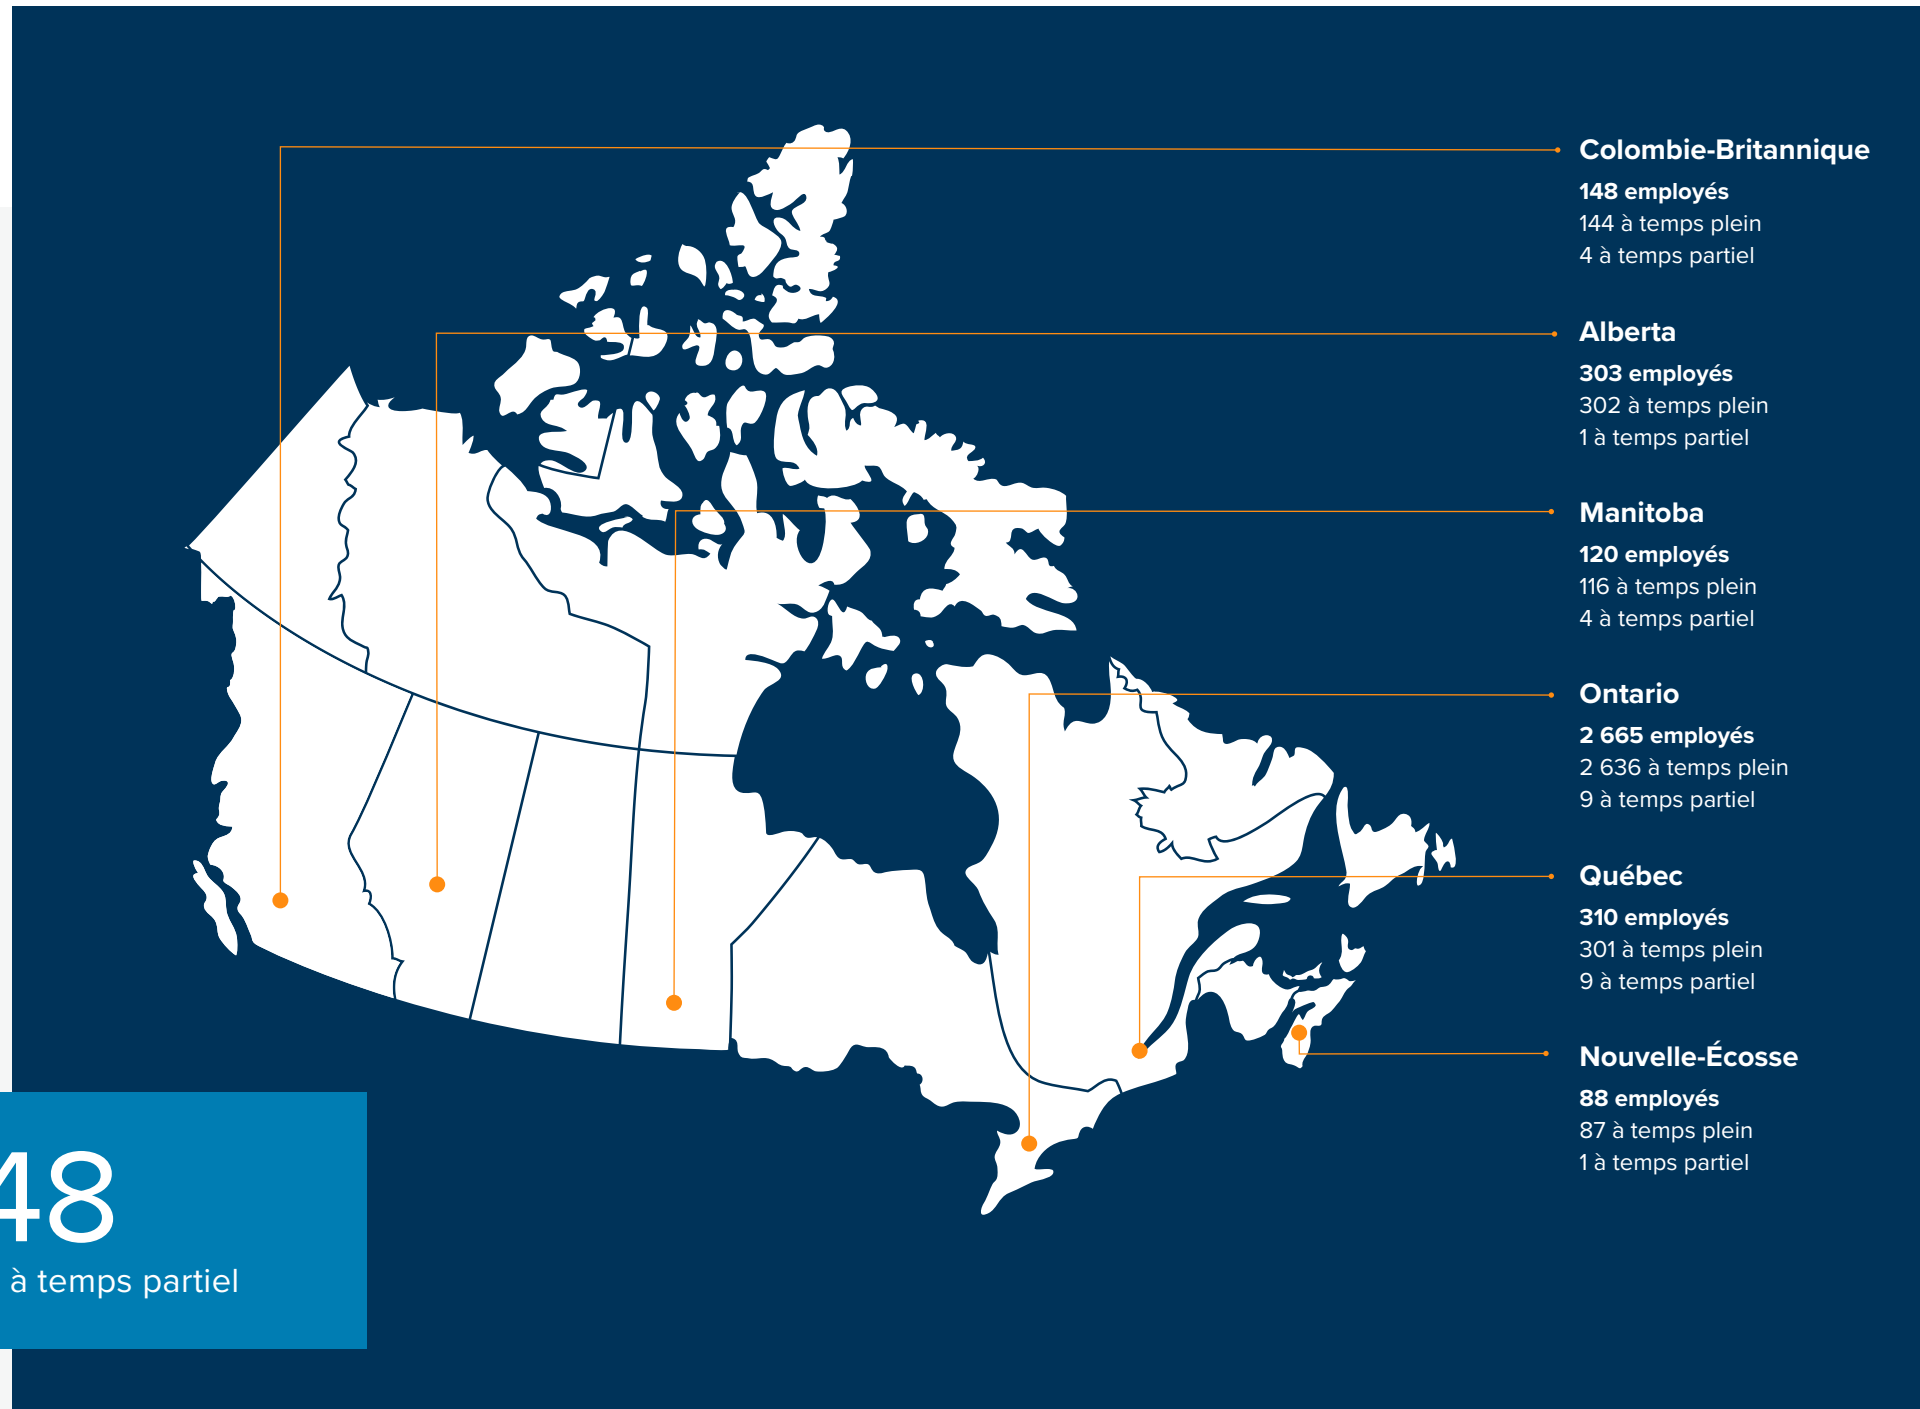 Colombie-Britannique
148 employés
144 à temps plein
4 à temps partiel
Alberta
303 employés
302 à temps plein
1 à temps partiel
Manitoba
120 employés
116 à temps plein
4 à temps partiel
Ontario
2 665 employés
2 636 à temps plein
9 à temps partiel
Québec
310 employés
301 à temps plein
9 à temps partiel
Nouvelle-Écosse
88 employés
87 à temps plein
1 à temps partiel
48
à temps partiel